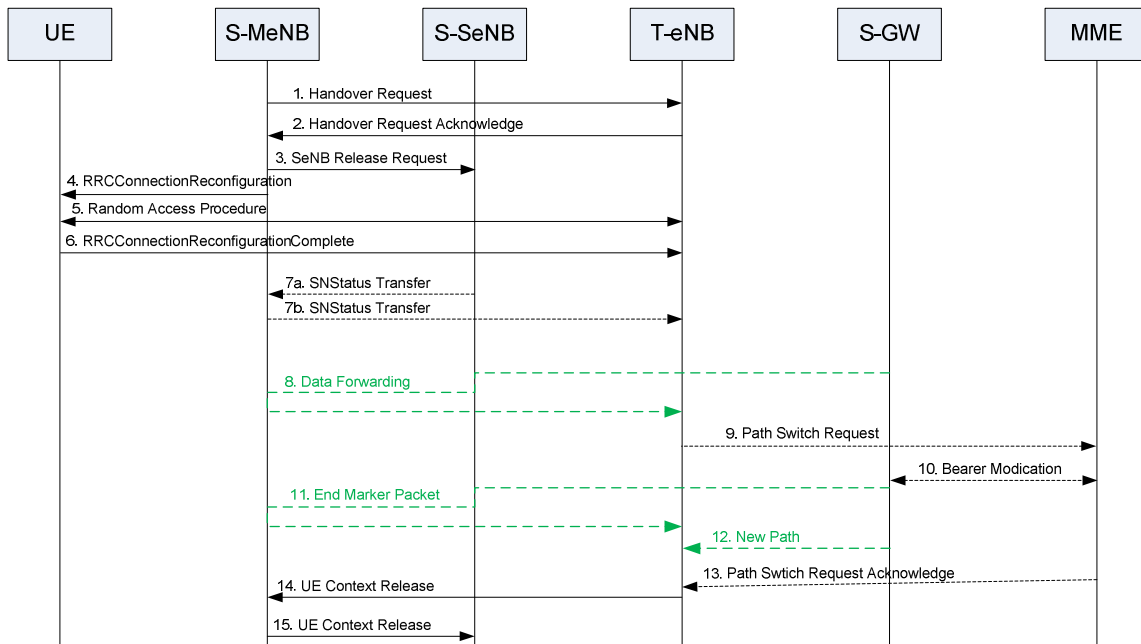 UE
S-MeNB
S-SeNB
T-eNB
S-GW
MME
1. Handover Request
2. Handover Request Acknowledge
3. SeNB Release Request
4. RRCConnectionReconfiguration
5. Random Access Procedure
6. RRCConnectionReconfigurationComplete
7a. SNStatus Transfer
7b. SNStatus Transfer
8. Data Forwarding
9. Path Switch Request
10. Bearer Modication
11. End Marker Packet
12. New Path
13. Path Swtich Request Acknowledge
14. UE Context Release
15. UE Context Release